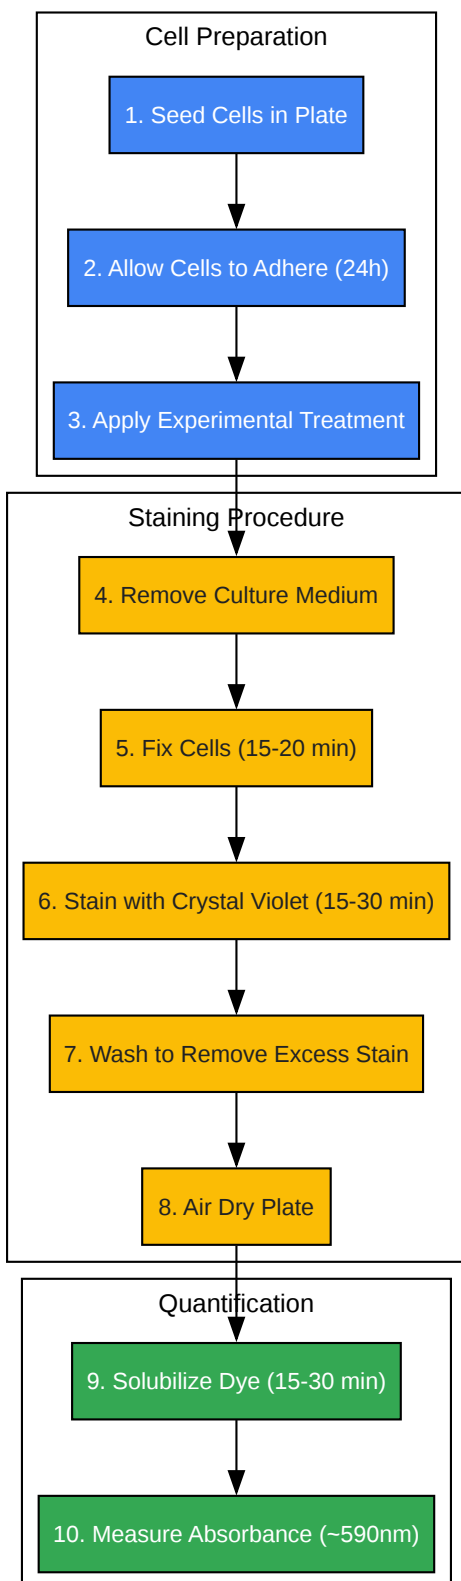 Cell Preparation
1. Seed Cells in Plate
2. Allow Cells to Adhere (24h)
3. Apply Experimental Treatment
Staining Procedure
4. Remove Culture Medium
5. Fix Cells (15-20 min)
6. Stain with Crystal Violet (15-30 min)
7. Wash to Remove Excess Stain
8. Air Dry Plate
Quantification
9. Solubilize Dye (15-30 min)
10. Measure Absorbance (~590nm)